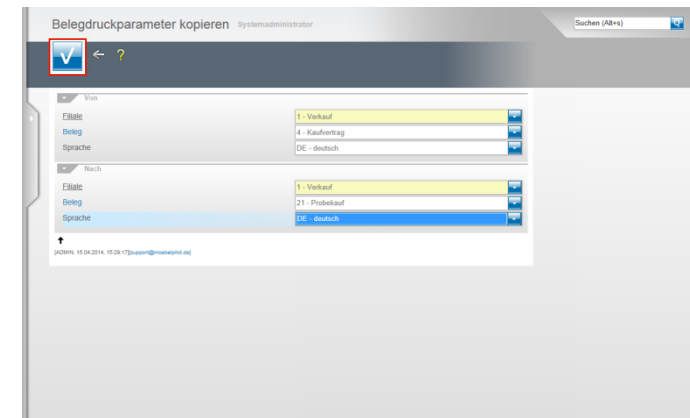 Belegdruckparameter kopieren Systemadministrator
Suchen (Alt+s)
?
Von
Filiale 1 - Verkauf
Beleg 4 - Kaufvertrag
Sprache DE - deutsch
Nach
Filiale 1 - Verkauf
Beleg 21 - Probekauf
Sprache DE - deutsch
[ADMIN, 15.04.2014, 15:29:17][support@moebelpilot.de]